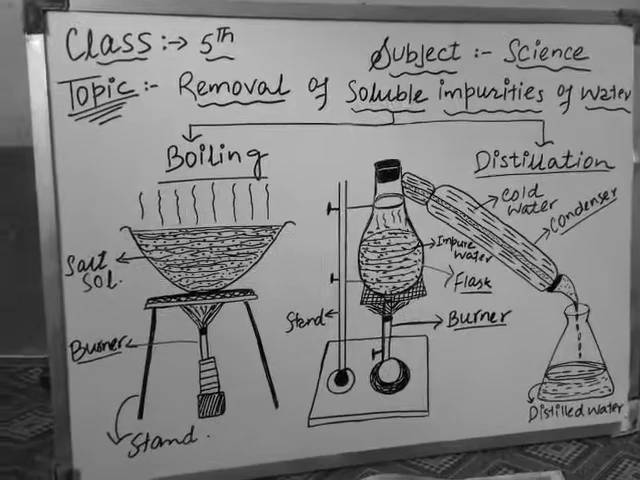 Class :→ 5th
Subject :- Science
Topic :- Removal of Soluble impurities of water
Boiling
Distillation
Salt
Sol.
Burner
Stand.
Cold
Water
Condenser
Impure
Water
Flask
Stend
Burner
Distilled water